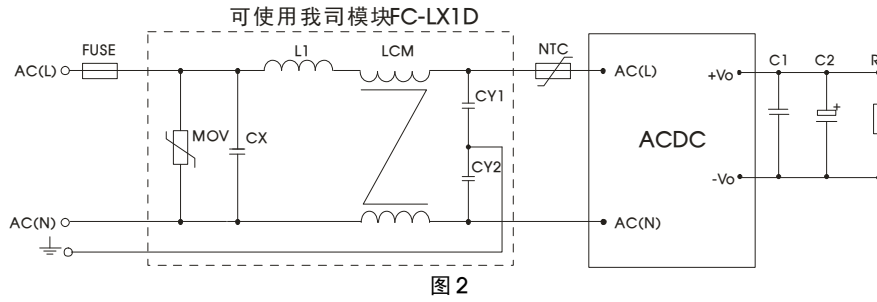 可使用我司模块FC-LX1D
FUSE
L1
LCM
NTC
AC(L)
AC(L)
+Vo
C1
C2
R
CY1
+
MOV
CX
ACDC
CY2
-Vo
AC(N)
AC(N)
图2